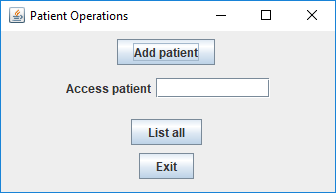 Patient Operations
Add patient
Access patient
List all
Exit